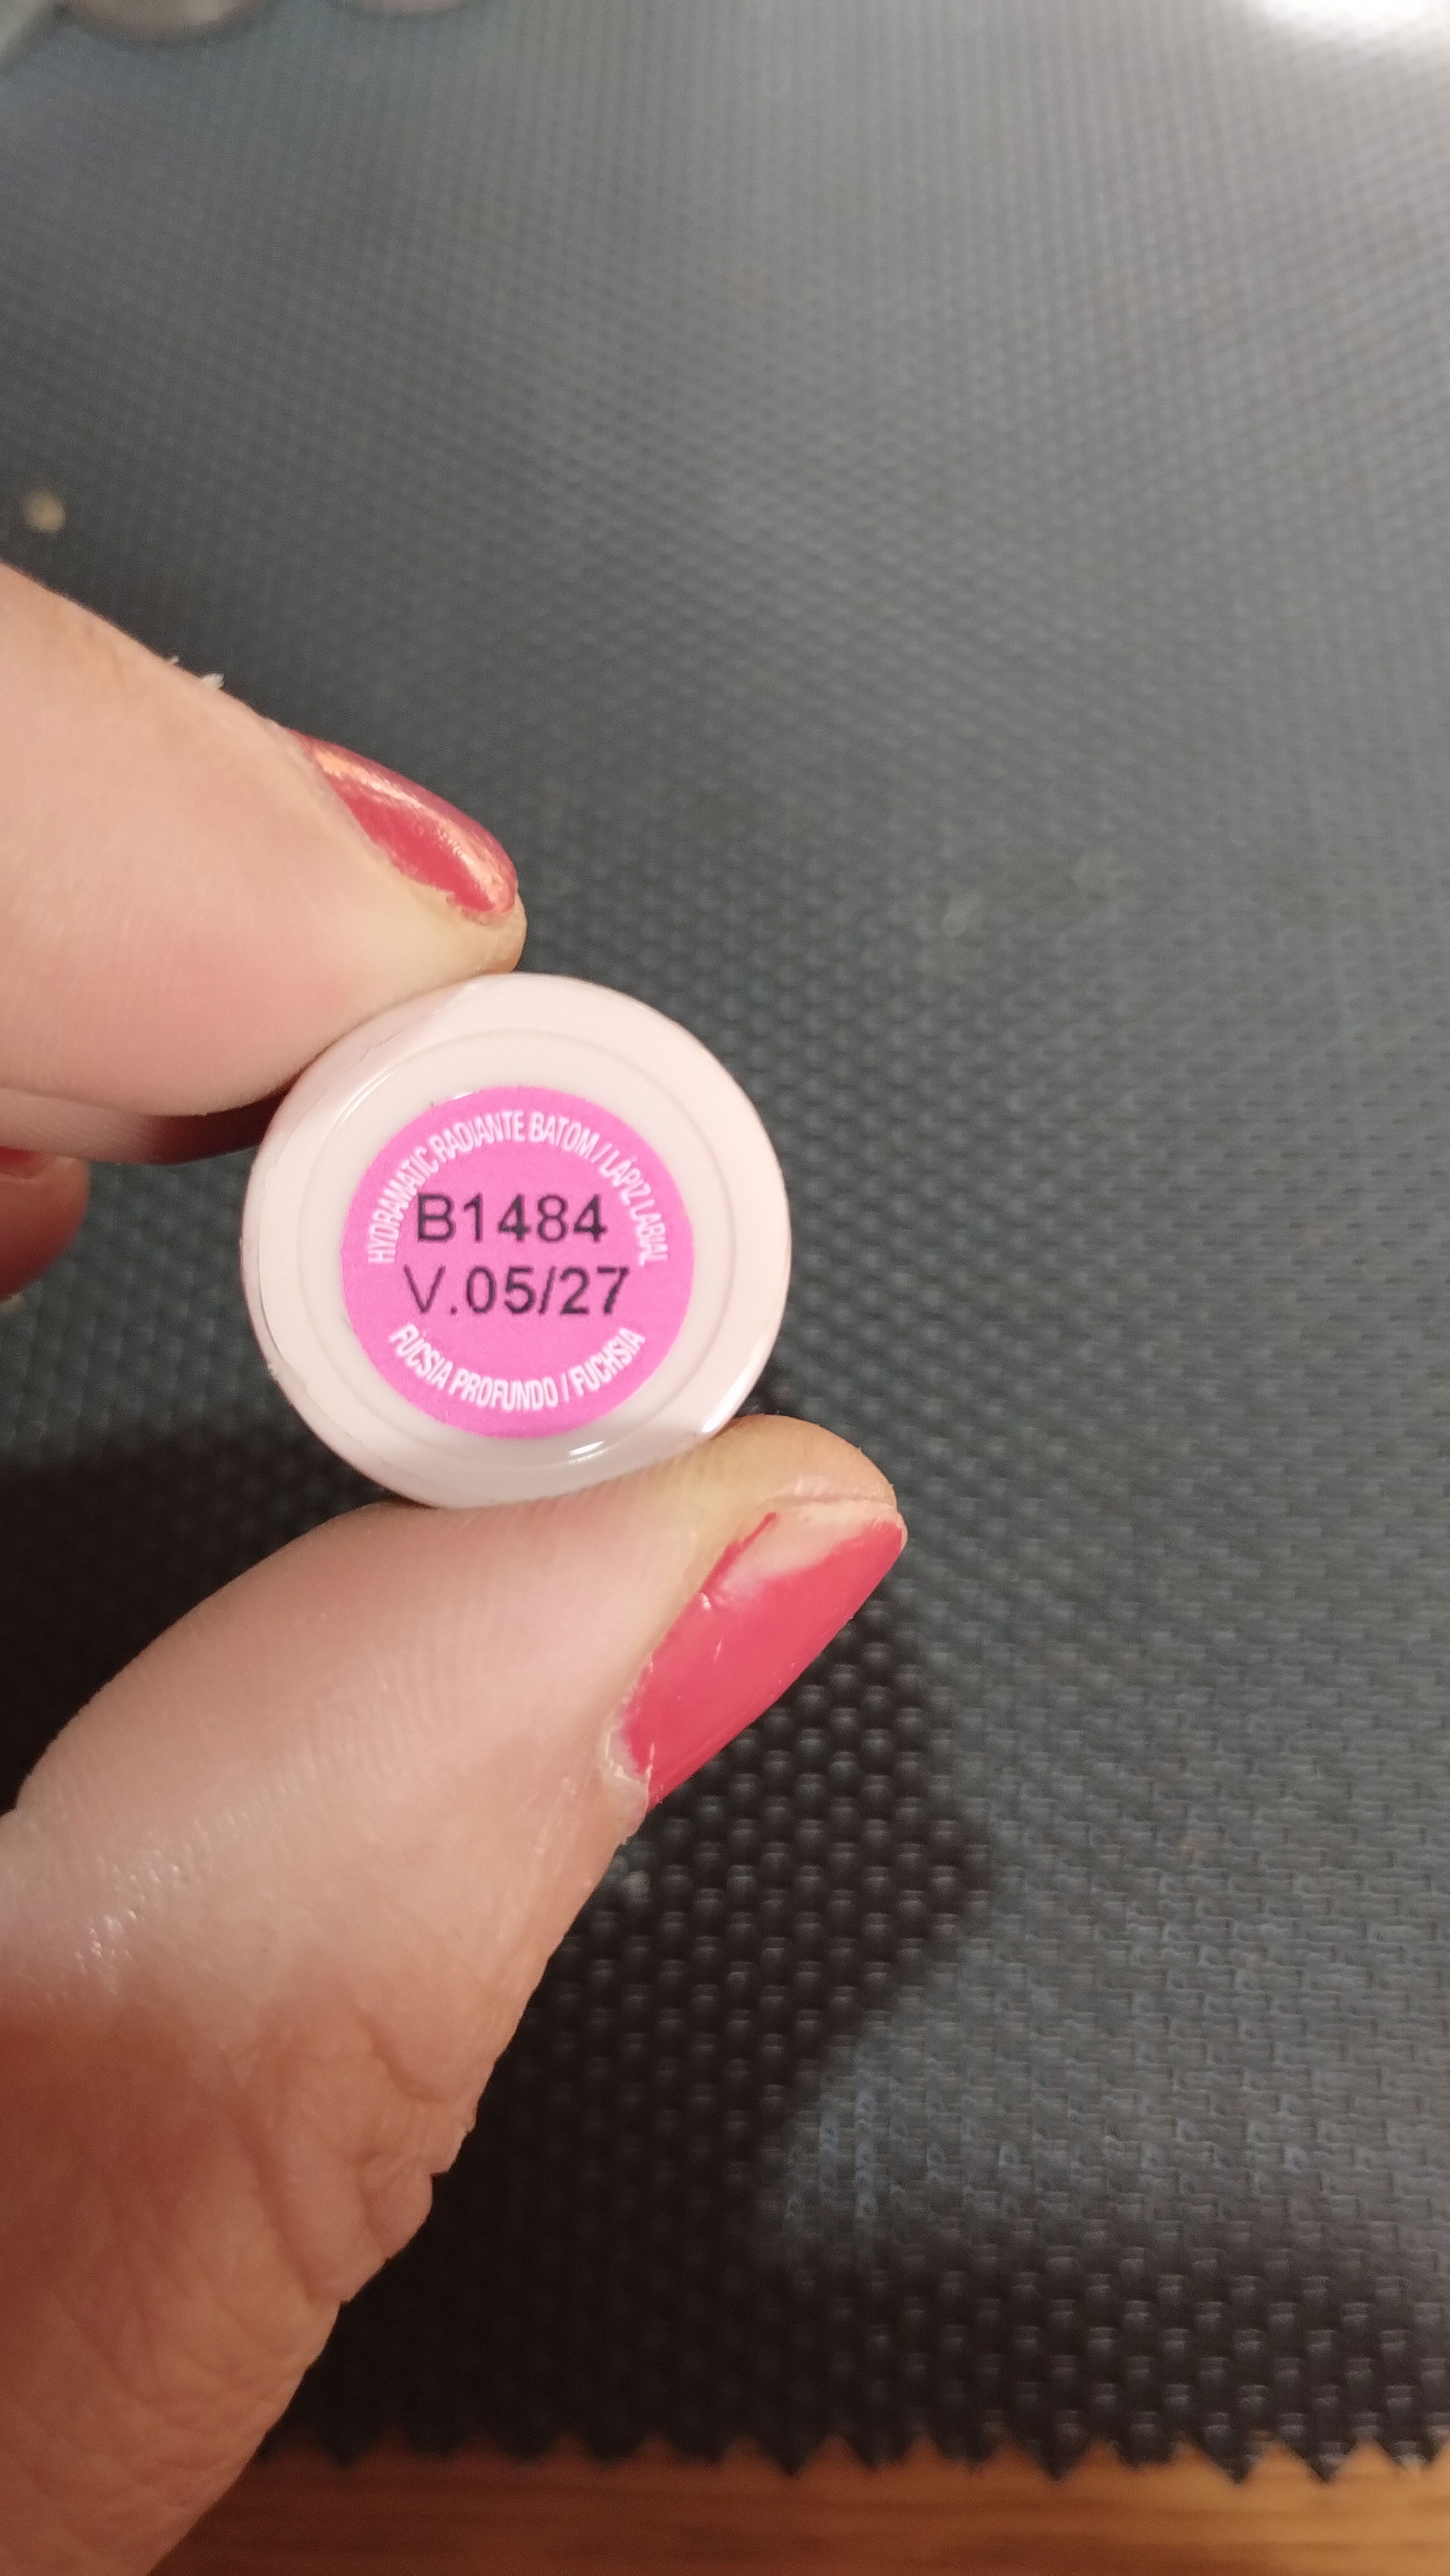 HYDRAMATIC RADIANTE BATOM / LÁPIZ LABIAL
B1484
V.05/27
FÚCSIA PROFUNDO / FUCHSIA